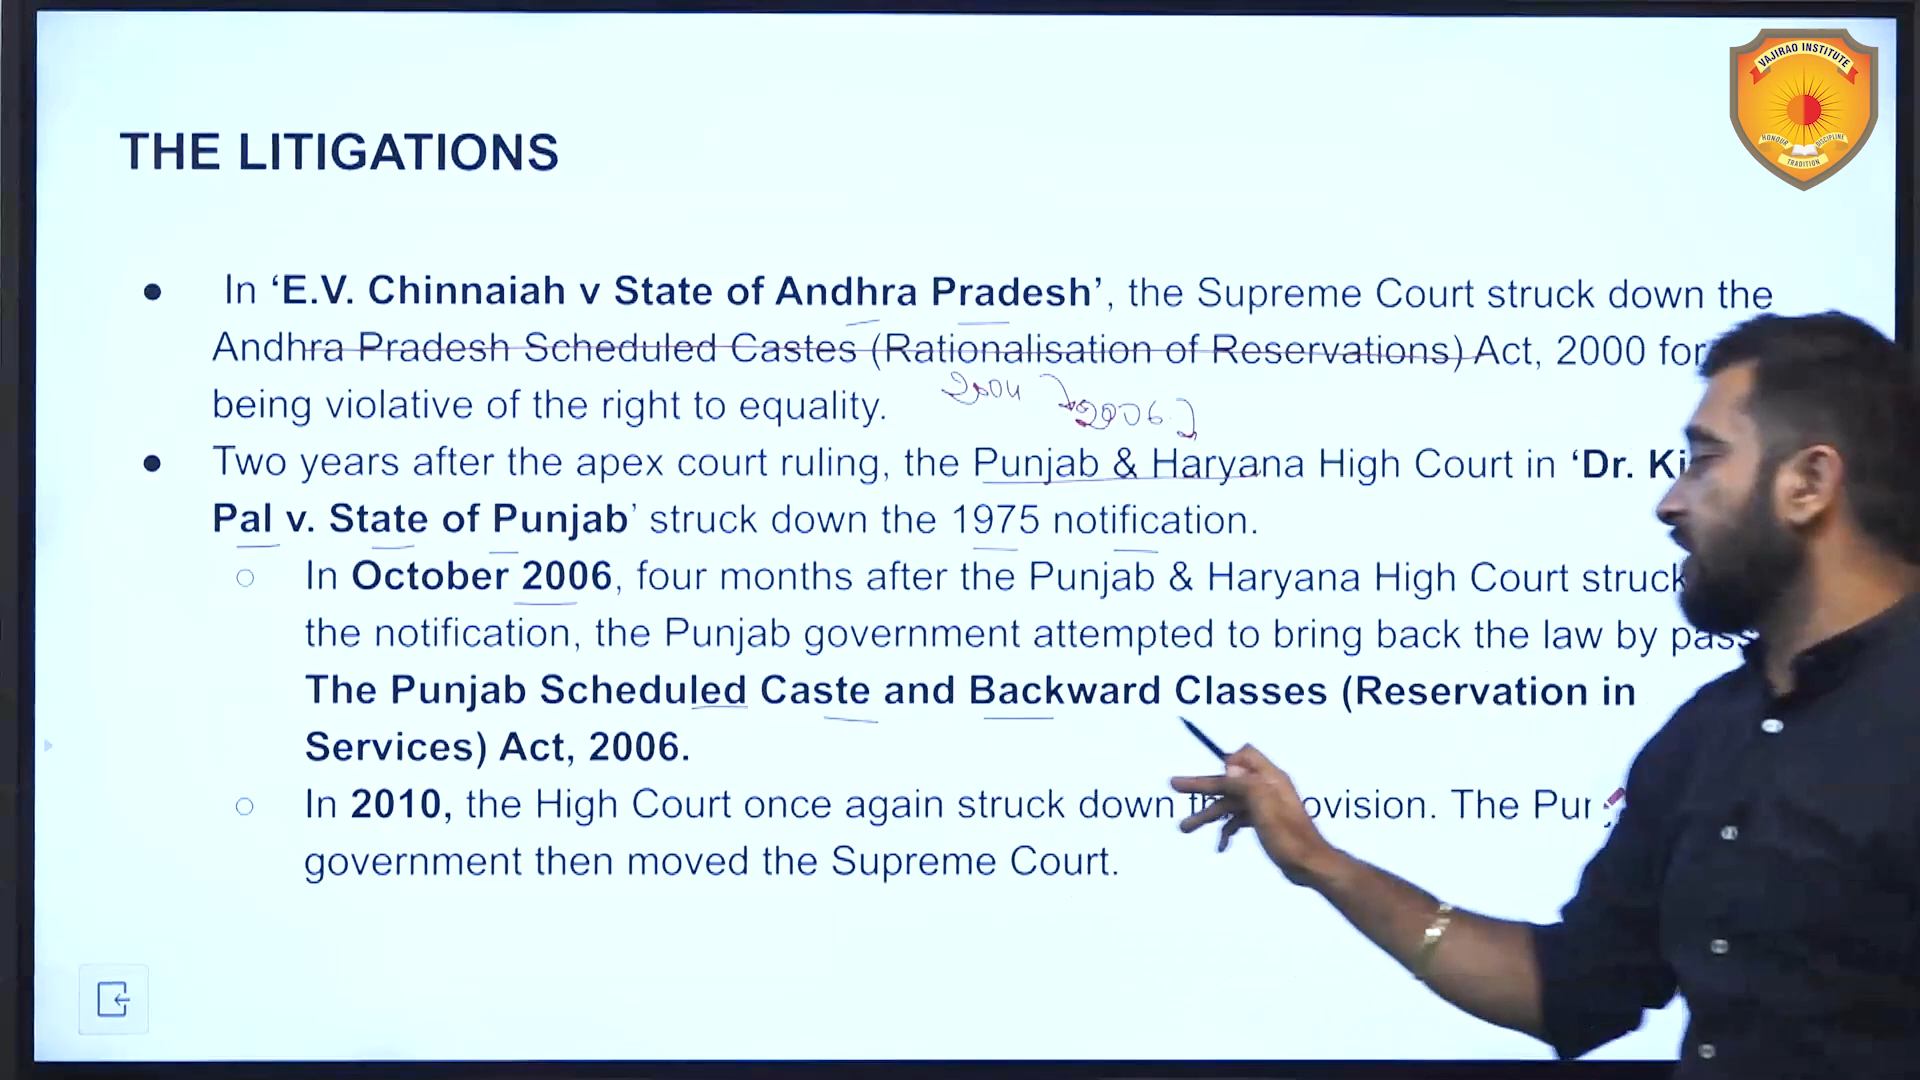 VAJIRAO INSTITUTE
HONOUR DISCIPLINE
TRADITION
THE LITIGATIONS
● In ‘E.V. Chinnaiah v State of Andhra Pradesh’, the Supreme Court struck down the
Andhra Pradesh Scheduled Castes (Rationalisation of Reservations) Act, 2000 for
being violative of the right to equality.
2004 2006
● Two years after the apex court ruling, the Punjab & Haryana High Court in ‘Dr.
Pal v. State of Punjab’ struck down the 1975 notification.
○ In October 2006, four months after the Punjab & Haryana High Court struck
the notification, the Punjab government attempted to bring back the law by
The Punjab Scheduled Caste and Backward Classes (Reservation in
Services) Act, 2006.
○ In 2010, the High Court once again struck down The
government then moved the Supreme Court.